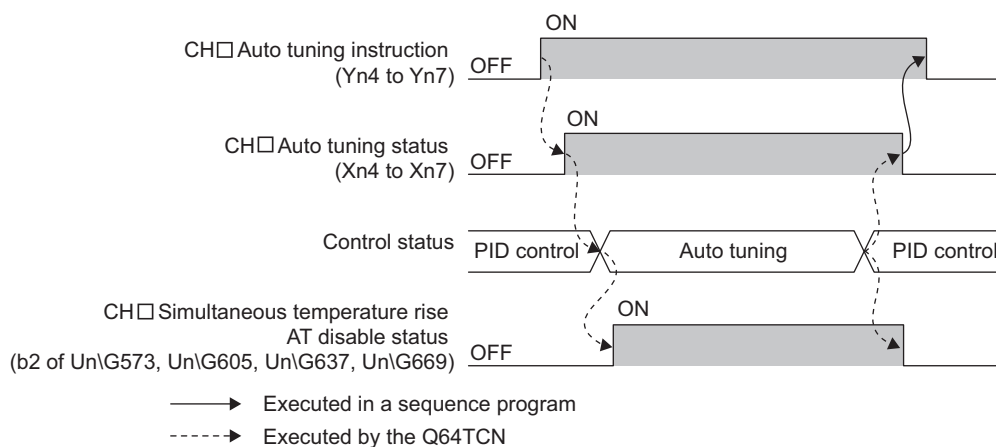 ON
CH□ Auto tuning instruction
(Yn4 to Yn7)
OFF
ON
CH□ Auto tuning status
(Xn4 to Xn7)
OFF
Control status
PID control
Auto tuning
PID control
CH□ Simultaneous temperature rise
AT disable status
(b2 of Un\G573, Un\G605, Un\G637, Un\G669)
ON
OFF
Executed in a sequence program
Executed by the Q64TCN